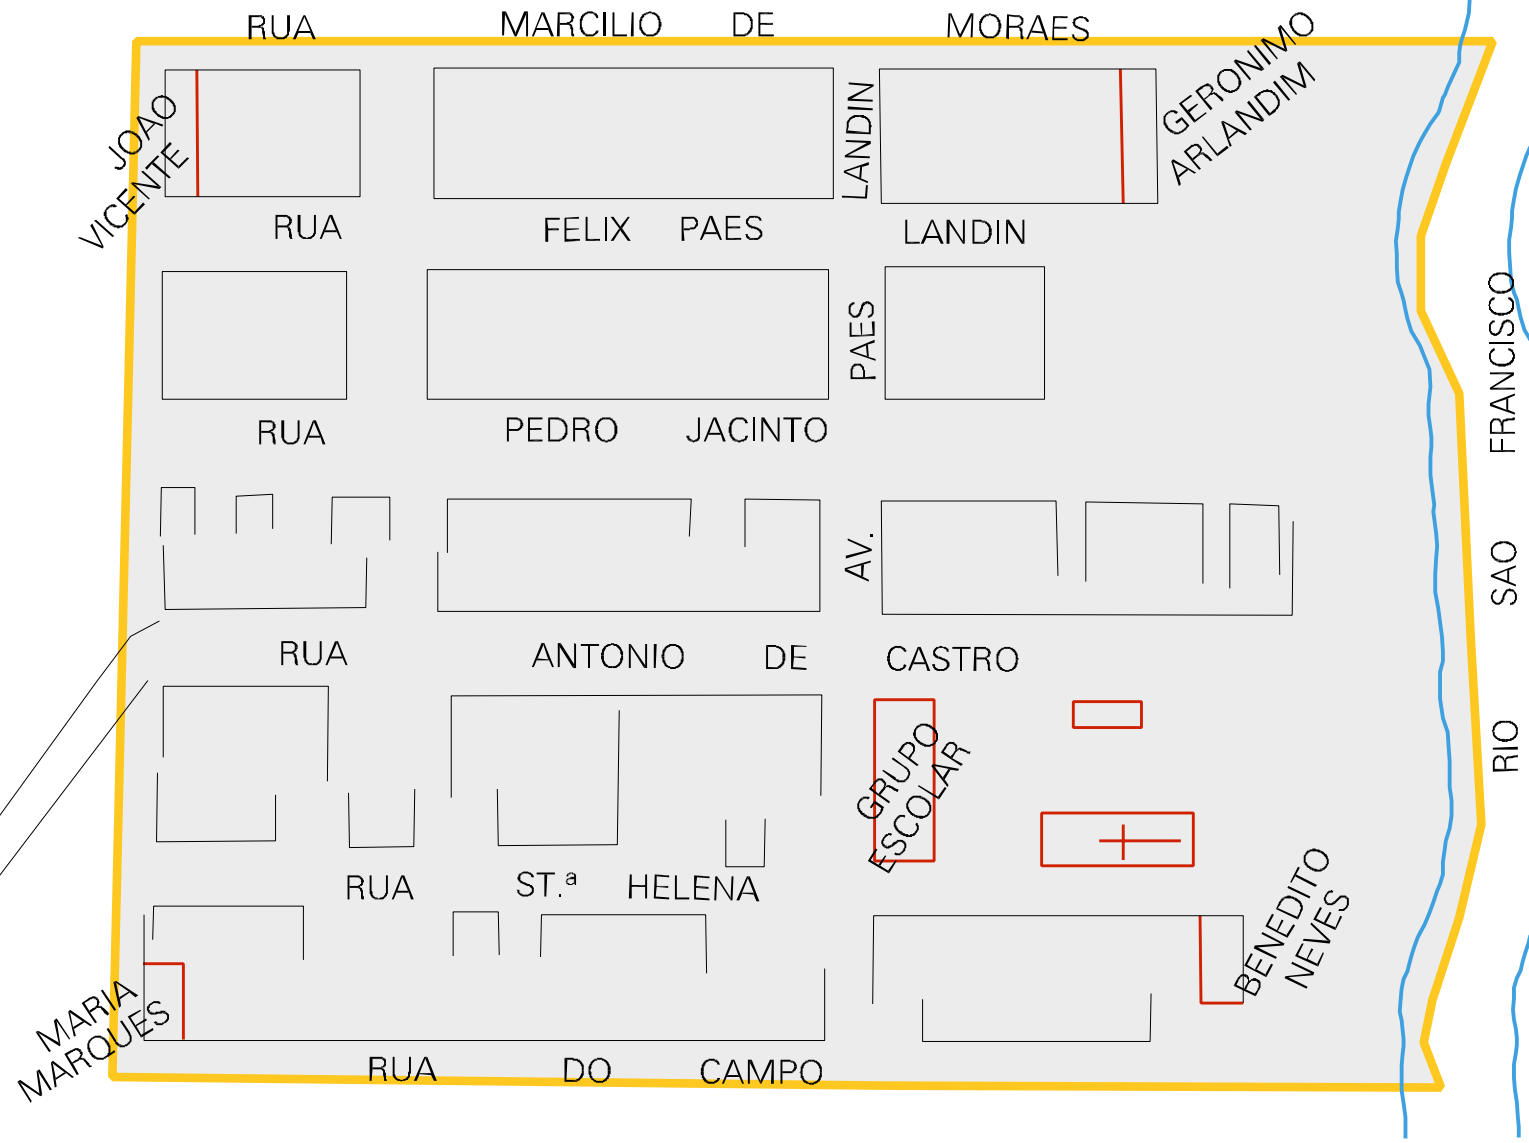 RUA MARCILIO DE MORAES
JOAO
VICENTE
GERONIMO
ARLANDIM
RUA FELIX PAES LANDIN
AV. PAES LANDIN
RUA PEDRO JACINTO
RIO SAO FRANCISCO
RUA ANTONIO DE CASTRO
GRUPO
ESCOLAR
RUA ST.ª HELENA
BENEDITO
NEVES
MARIA
MARQUES
RUA DO CAMPO